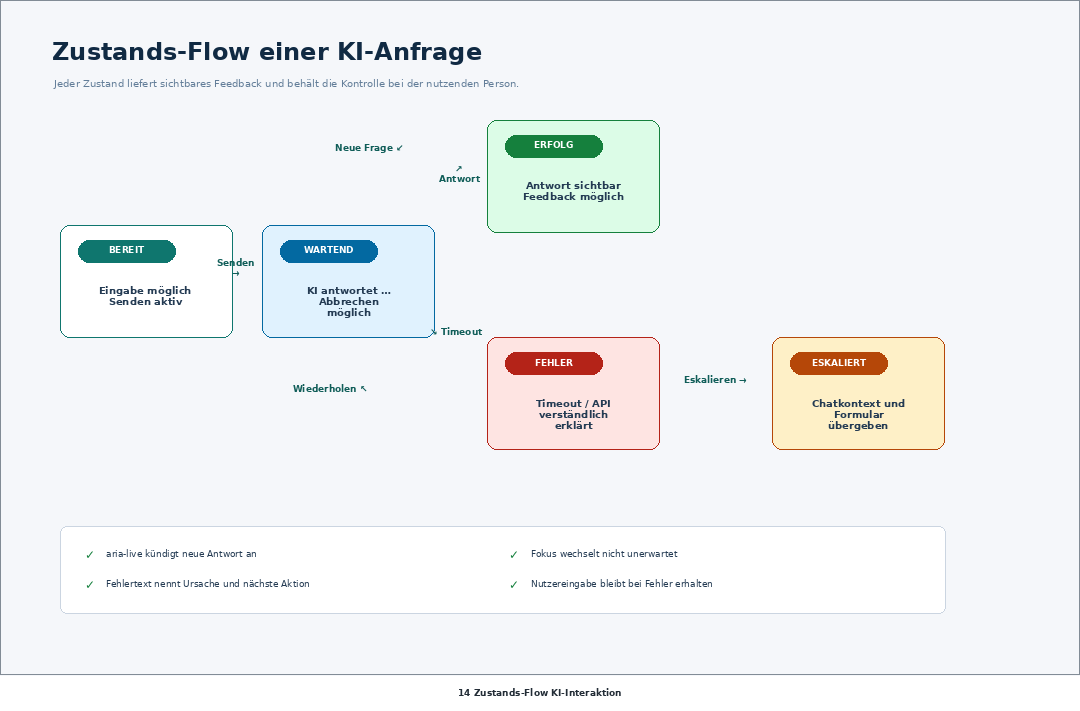 Zustands-Flow einer KI-Anfrage
Jeder Zustand liefert sichtbares Feedback und behält die Kontrolle bei der nutzenden Person.
Neue Frage ↙
↗
Antwort
ERFOLG
Antwort sichtbar
Feedback möglich
BEREIT
Eingabe möglich
Senden aktiv
Senden
→
WARTEND
KI antwortet …
Abbrechen
möglich
↘ Timeout
Wiederholen ↖
FEHLER
Timeout / API
verständlich
erklärt
Eskalieren →
ESKALIERT
Chatkontext und
Formular
übergeben
✓ aria-live kündigt neue Antwort an
✓ Fokus wechselt nicht unerwartet
✓ Fehlertext nennt Ursache und nächste Aktion
✓ Nutzereingabe bleibt bei Fehler erhalten
14 Zustands-Flow KI-Interaktion